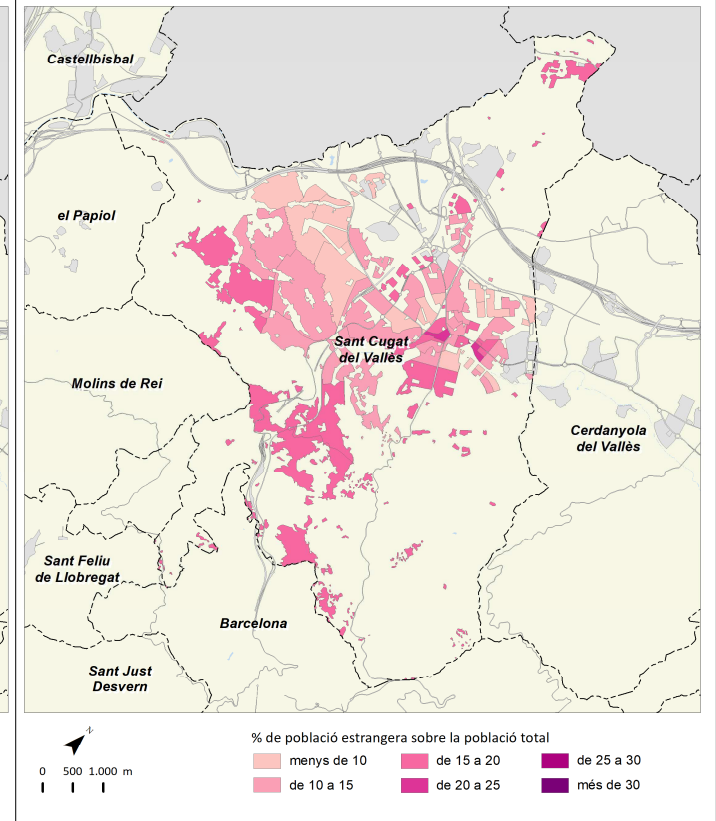 Castellbisbal
el Papiol
Sant Cugat
del Vallès
Molins de Rei
Cerdanyola
del Vallès
Sant Feliu
de Llobregat
Barcelona
Sant Just
Desvern
N
0 500 1.000 m
% de població estrangera sobre la població total
menys de 10
de 15 a 20
de 25 a 30
de 10 a 15
de 20 a 25
més de 30